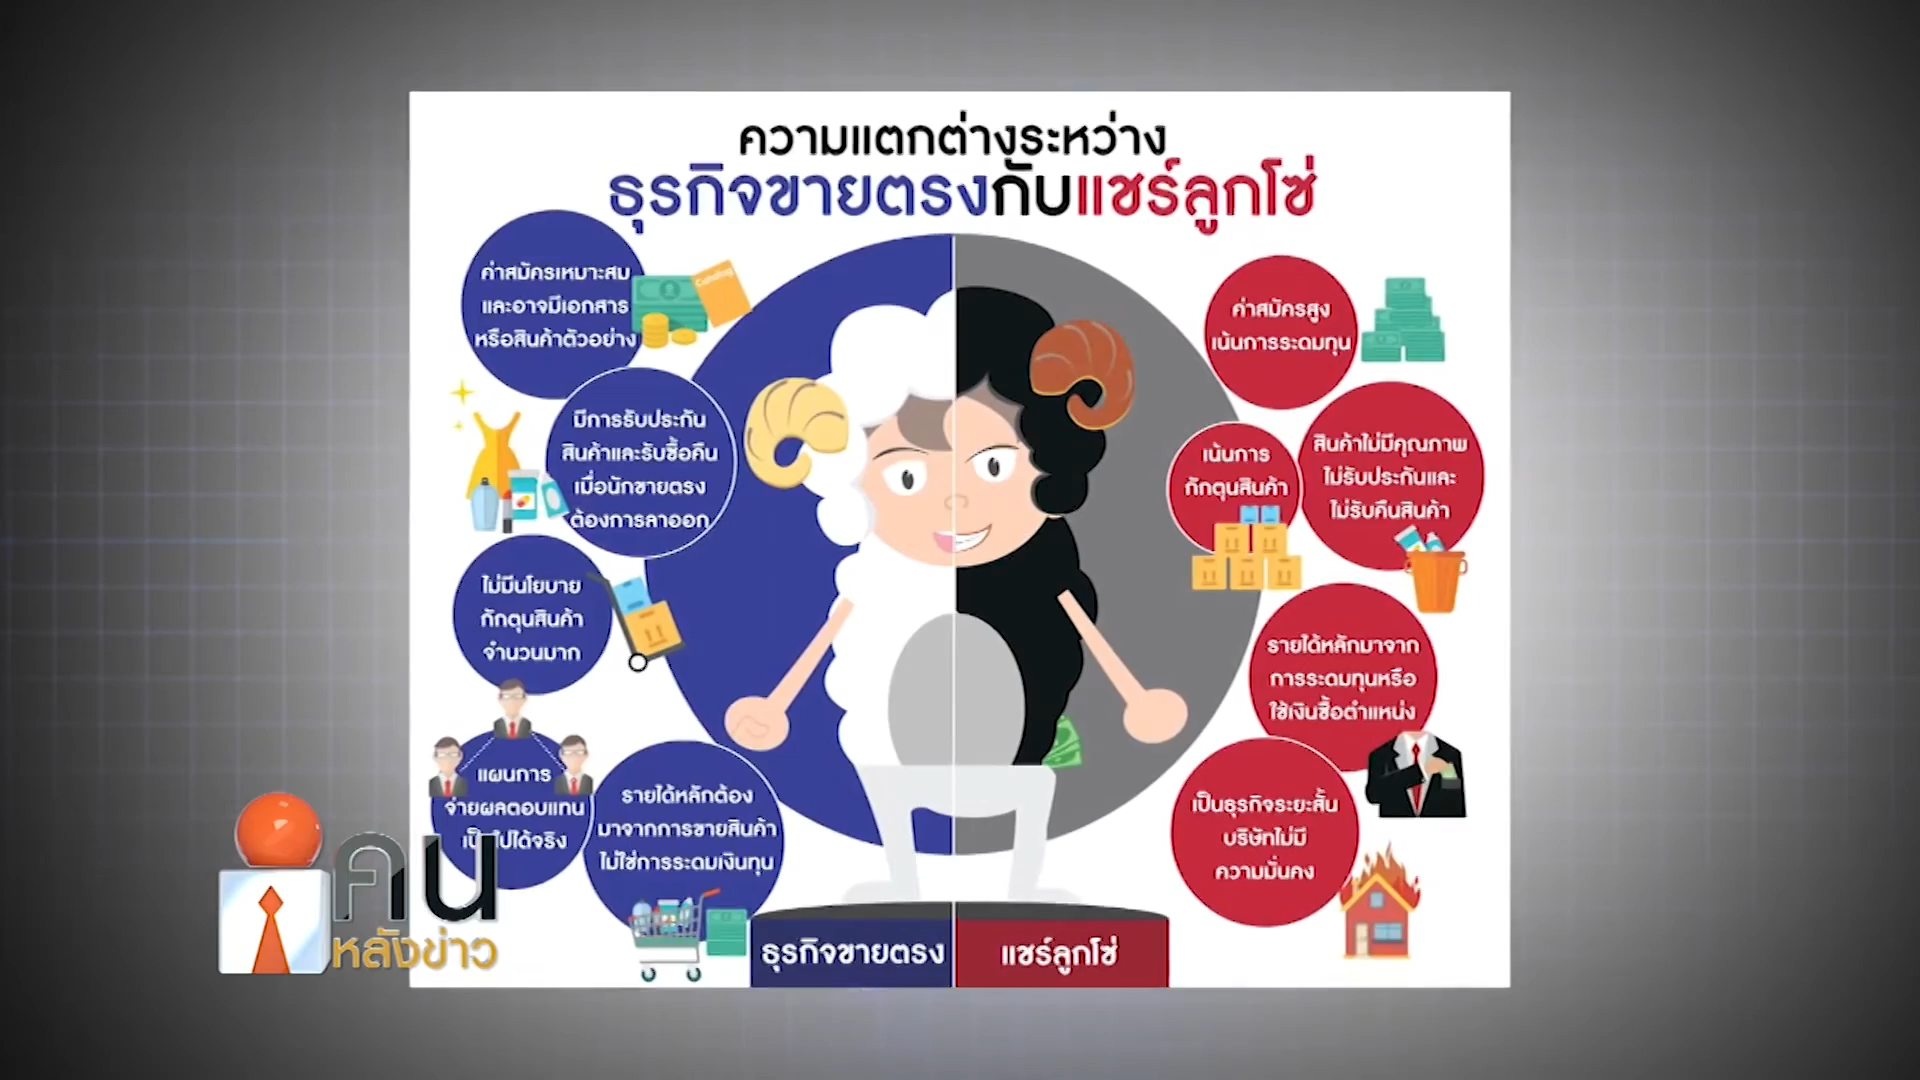 ความแตกต่างระหว่าง
ธุรกิจขายตรงกับแชร์ลูกโซ่
ค่าสมัครเหมาะสม
และอาจมีเอกสาร
หรือสินค้าตัวอย่าง
Catalog
มีการรับประกัน
สินค้าและรับซื้อคืน
เมื่อนักขายตรง
ต้องการลาออก
ไม่มีนโยบาย
กักตุนสินค้า
จำนวนมาก
แผนการ
จ่ายผลตอบแทน
เป็นไปได้จริง
รายได้หลักต้อง
มาจากการขายสินค้า
ไม่ใช่การระดมเงินทุน
ค่าสมัครสูง
เน้นการระดมทุน
เน้นการ
กักตุนสินค้า
สินค้าไม่มีคุณภาพ
ไม่รับประกันและ
ไม่รับคืนสินค้า
รายได้หลักมาจาก
การระดมทุนหรือ
ใช้เงินซื้อตำแหน่ง
เป็นธุรกิจระยะสั้น
บริษัทไม่มี
ความมั่นคง
ธุรกิจขายตรง
แชร์ลูกโซ่
คน
หลังข่าว